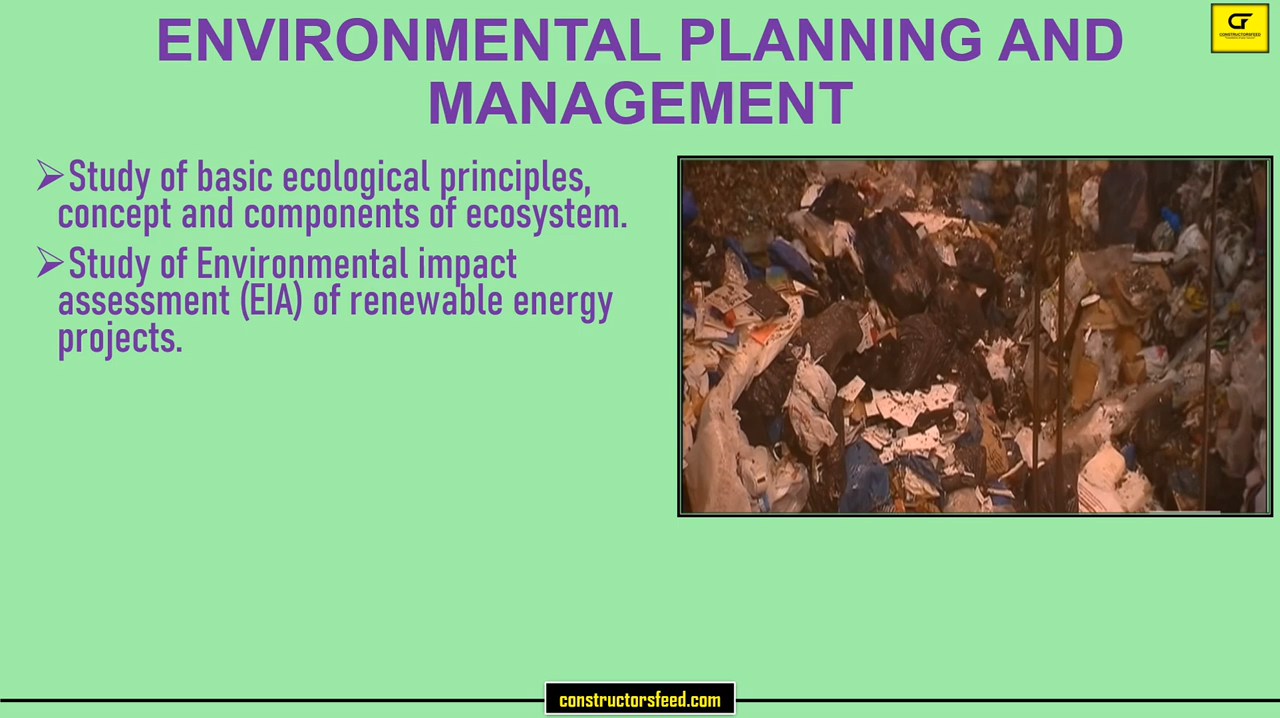 ENVIRONMENTAL PLANNING AND
MANAGEMENT
CONSTRUCTORSFEED
➢Study of basic ecological principles,
concept and components of ecosystem.
➢Study of Environmental impact
assessment (EIA) of renewable energy
projects.
constructorsfeed.com